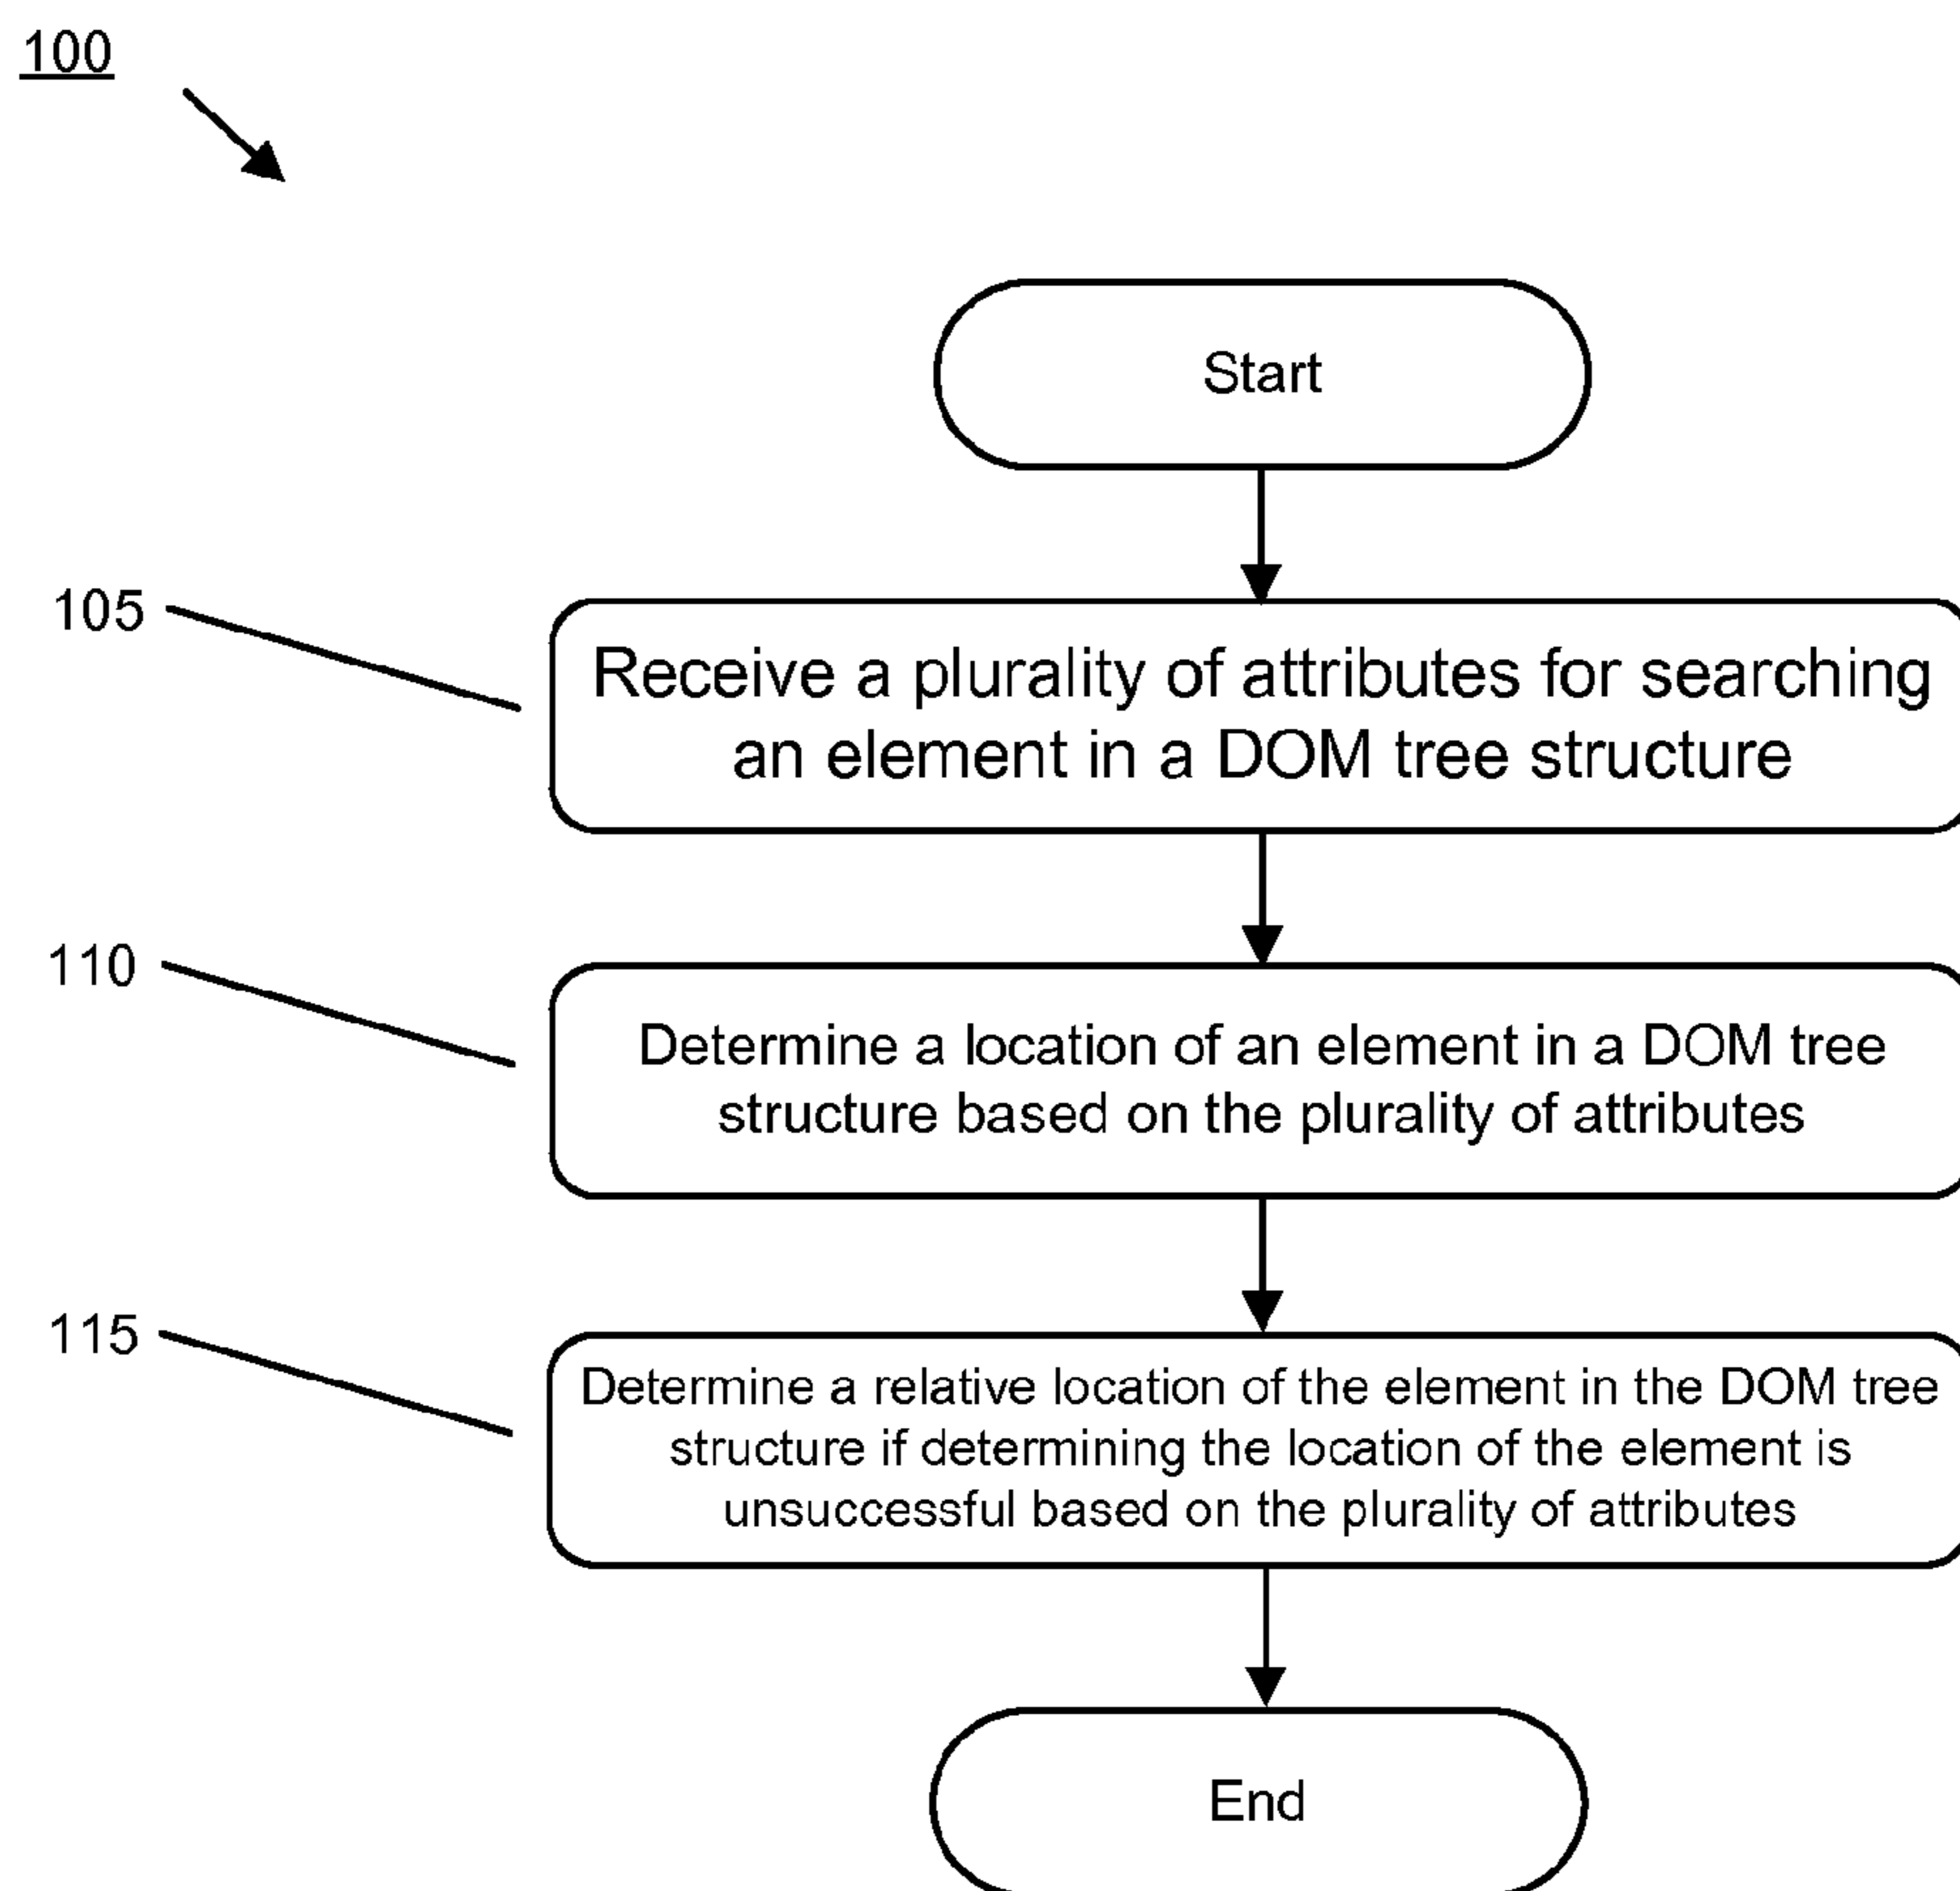 100
Start
105
Receive a plurality of attributes for searching
an element in a DOM tree structure
110
Determine a location of an element in a DOM tree
structure based on the plurality of attributes
115
Determine a relative location of the element in the DOM tree
structure if determining the location of the element is
unsuccessful based on the plurality of attributes
End